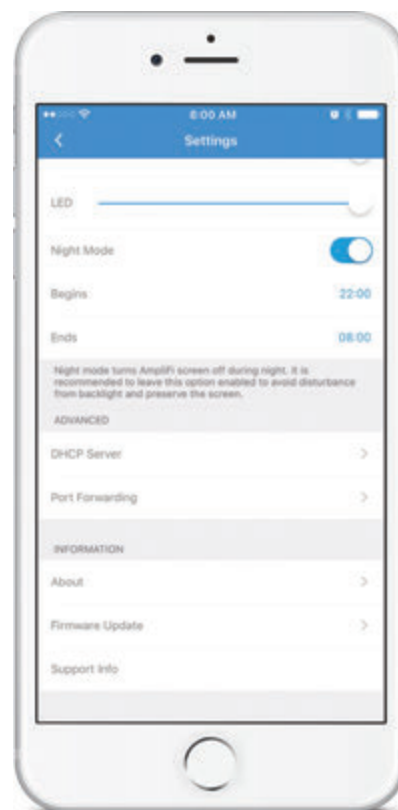 6:00 AM
Settings
LED
Night Mode
Begins 22:00
Ends 08:00
Night mode turns AmpliFi screen off during night. It is
recommended to leave this option enabled to avoid disturbance
from backlight and preserve the screen.
ADVANCED
DHCP Server
Port Forwarding
INFORMATION
About
Firmware Update
Support Info